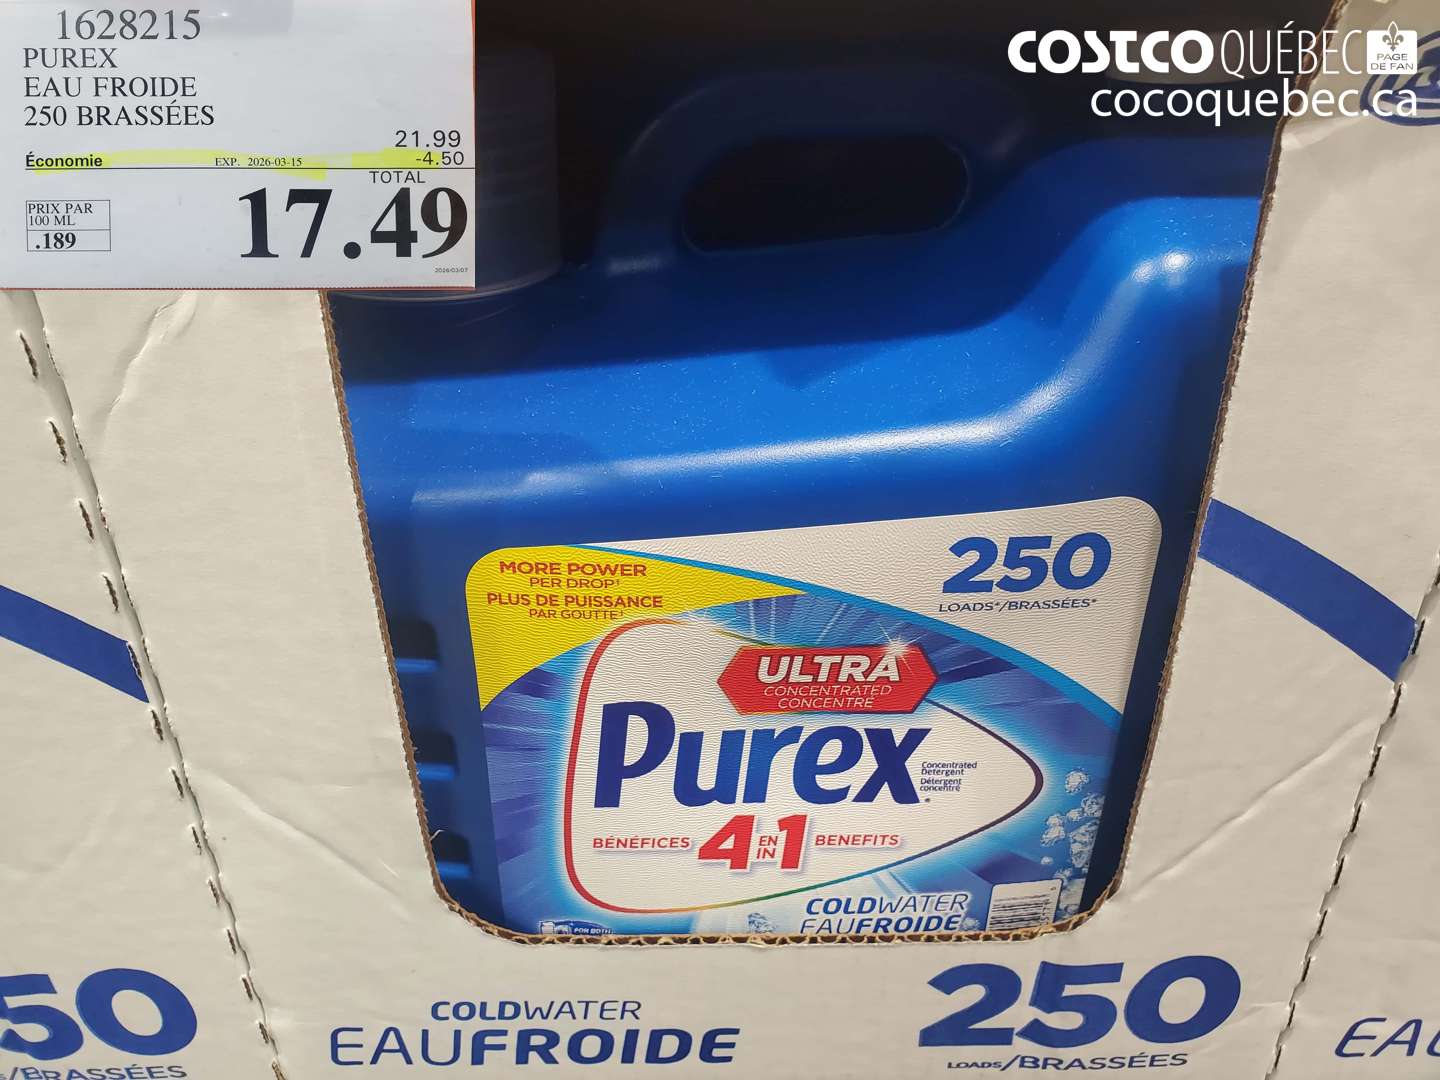 1628215
PUREX
EAU FROIDE
250 BRASSÉES
21.99
Économie EXP. 2026-03-15 -4.50
TOTAL
17.49
PRIX PAR
100 ML
.189
2026/03/07
COSTCO QUÉBEC PAGE DE FAN
cocoquebec.ca
MORE POWER
PER DROP!
PLUS DE PUISSANCE
PAR GOUTTE!
250
LOADS*/BRASSÉES*
ULTRA
CONCENTRATED
CONCENTRÉ
Purex
Concentrated
Detergent
Détergent
concentré
BÉNÉFICES 4 EN IN 1 BENEFITS
COLDWATER
EAUFROIDE
FOR BOTH
50
/BRASSÉES
COLDWATER
EAUFROIDE
250
LOADS/BRASSÉES
EAU